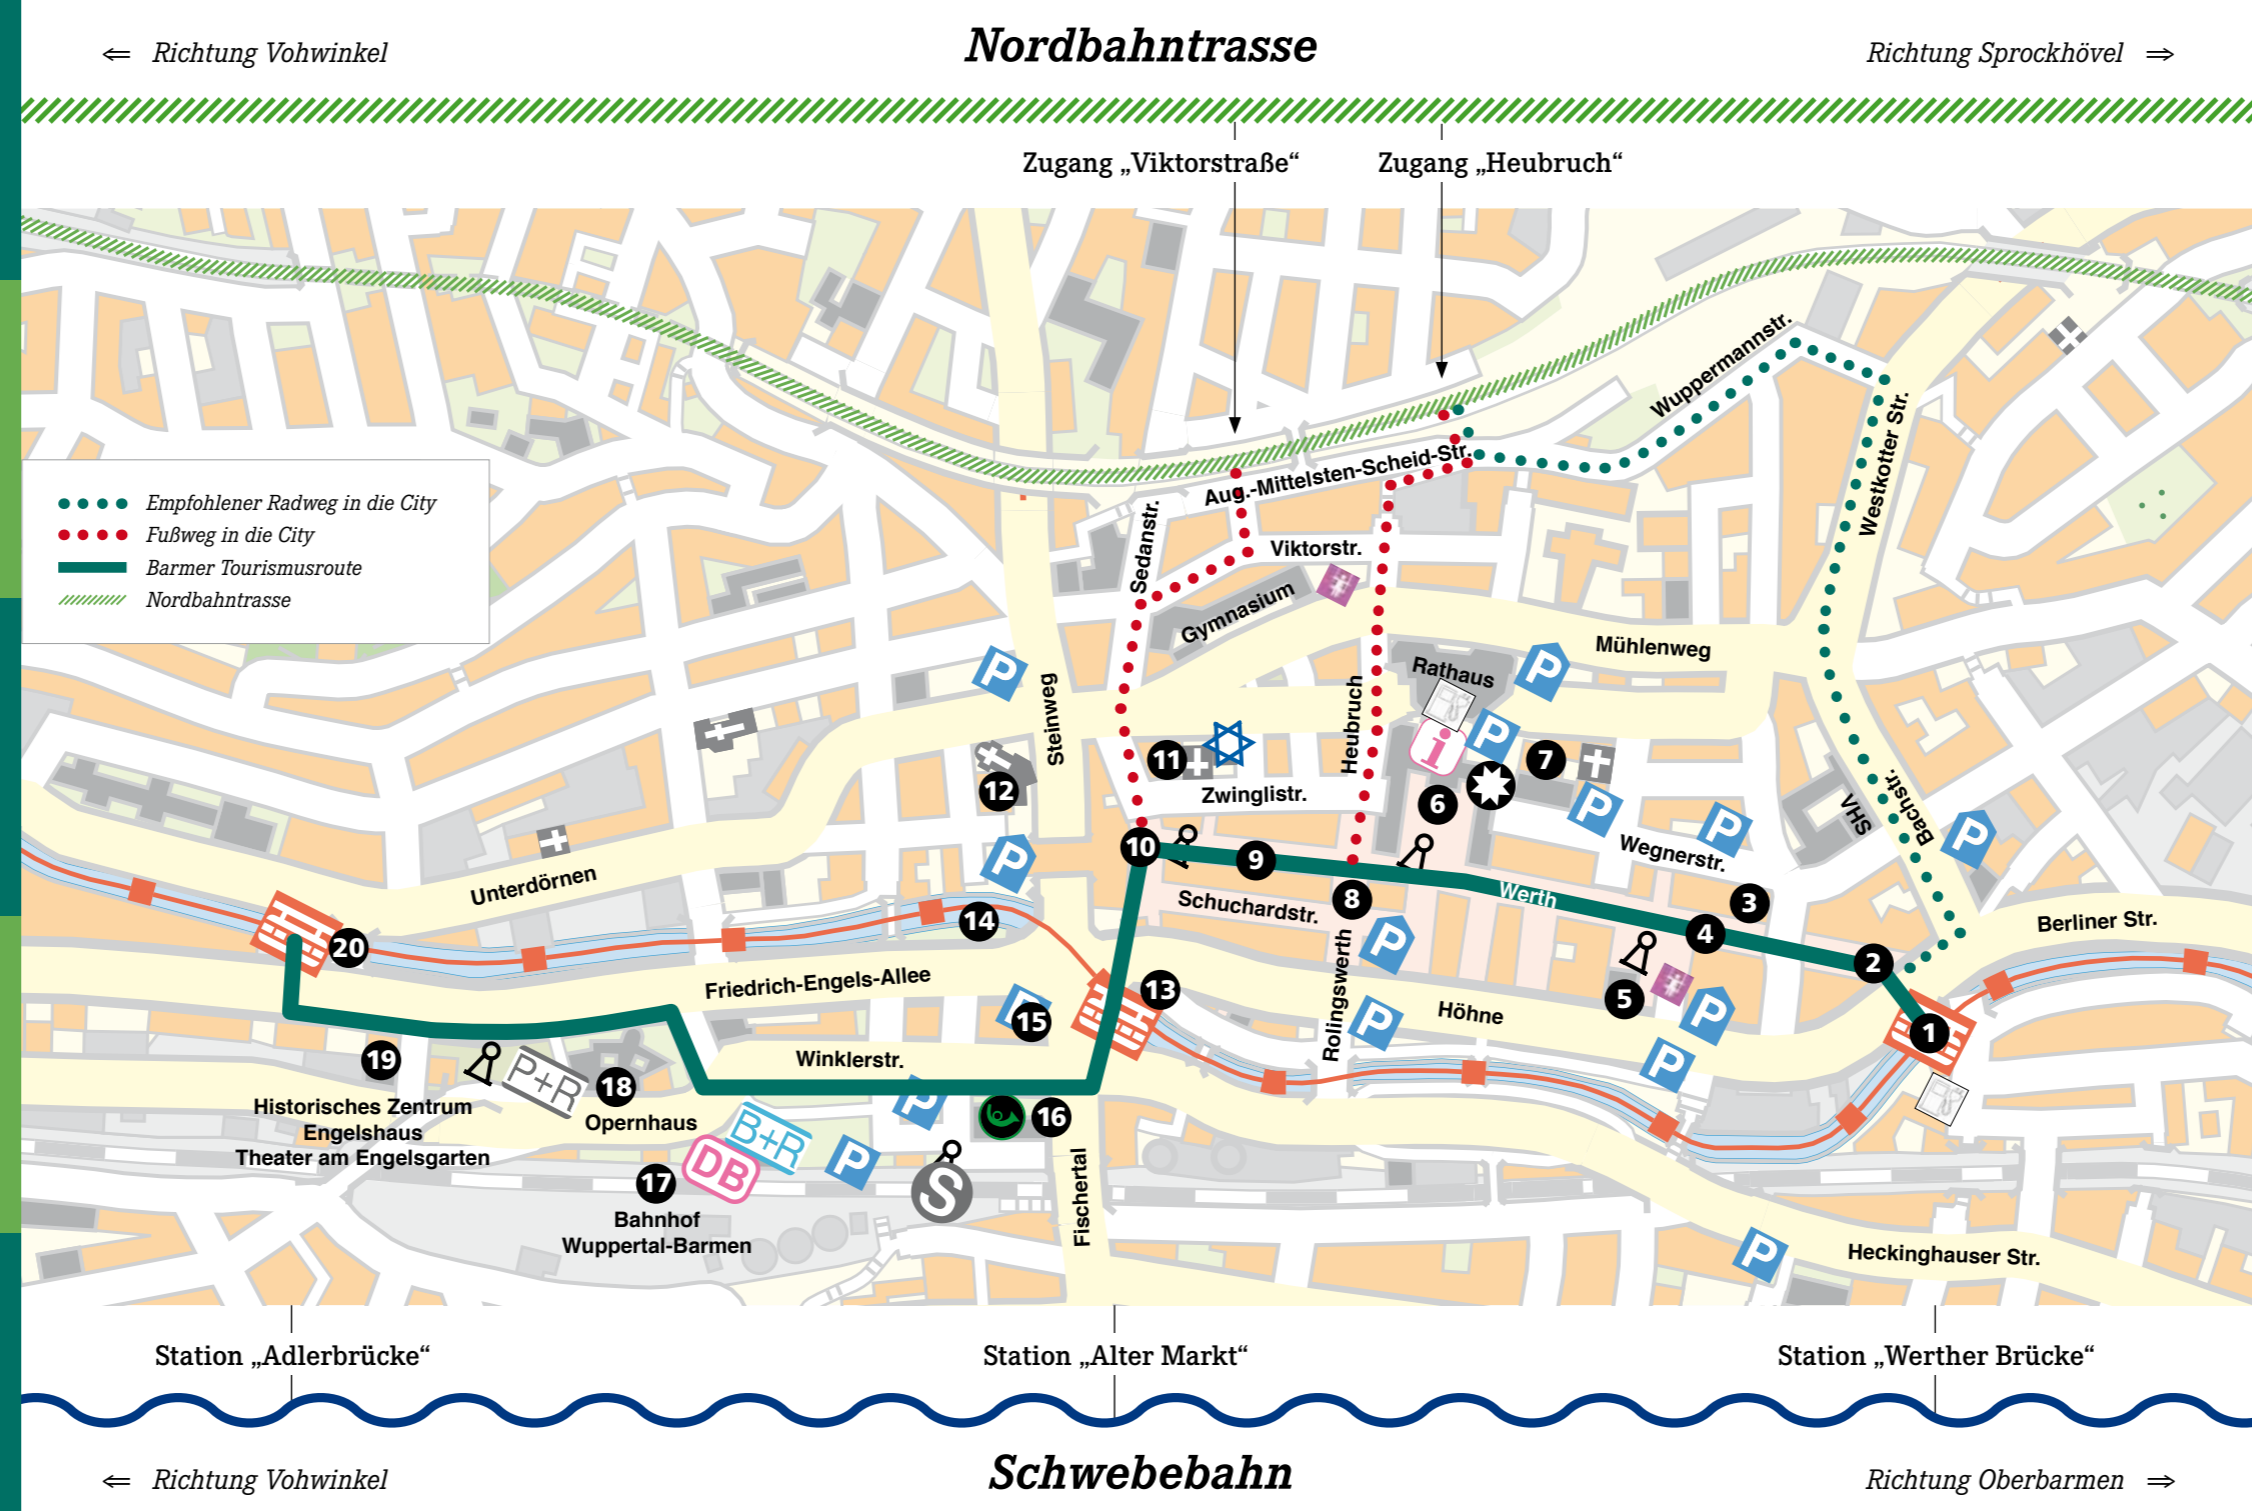 ⇐ Richtung Vohwinkel
Nordbahntrasse
Richtung Sprockhövel ⇒
Zugang „Viktorstraße“
Zugang „Heubruch“
Wuppermannstr.
Westkotter Str.
Aug.-Mittelsten-Scheid-Str.
Empfohlener Radweg in die City
Fußweg in die City
Barmer Tourismusroute
Nordbahntrasse
Sedanstr.
Viktorstr.
Gymnasium
Mühlenweg
Rathaus
P
P
Steinweg
Heubruch
P
i
11
7
12
6
Zwinglistr.
P
P
P
VHS
Bachstr.
Wegnerstr.
10
9
P
Unterdörnen
8
Werth
3
Schuchardstr.
14
4
Berliner Str.
20
P
Rolingswerth
2
Friedrich-Engels-Allee
13
5
P
15
P
Höhne
P
1
19
P+R
18
Winklerstr.
P
Historisches Zentrum
Engelshaus
Theater am Engelsgarten
Opernhaus
16
B+R
DB
P
17
S
Fischertal
Bahnhof
Wuppertal-Barmen
P
Heckinghauser Str.
Station „Adlerbrücke“
Station „Alter Markt“
Station „Werther Brücke“
Schwebebahn
⇐ Richtung Vohwinkel
Richtung Oberbarmen ⇒